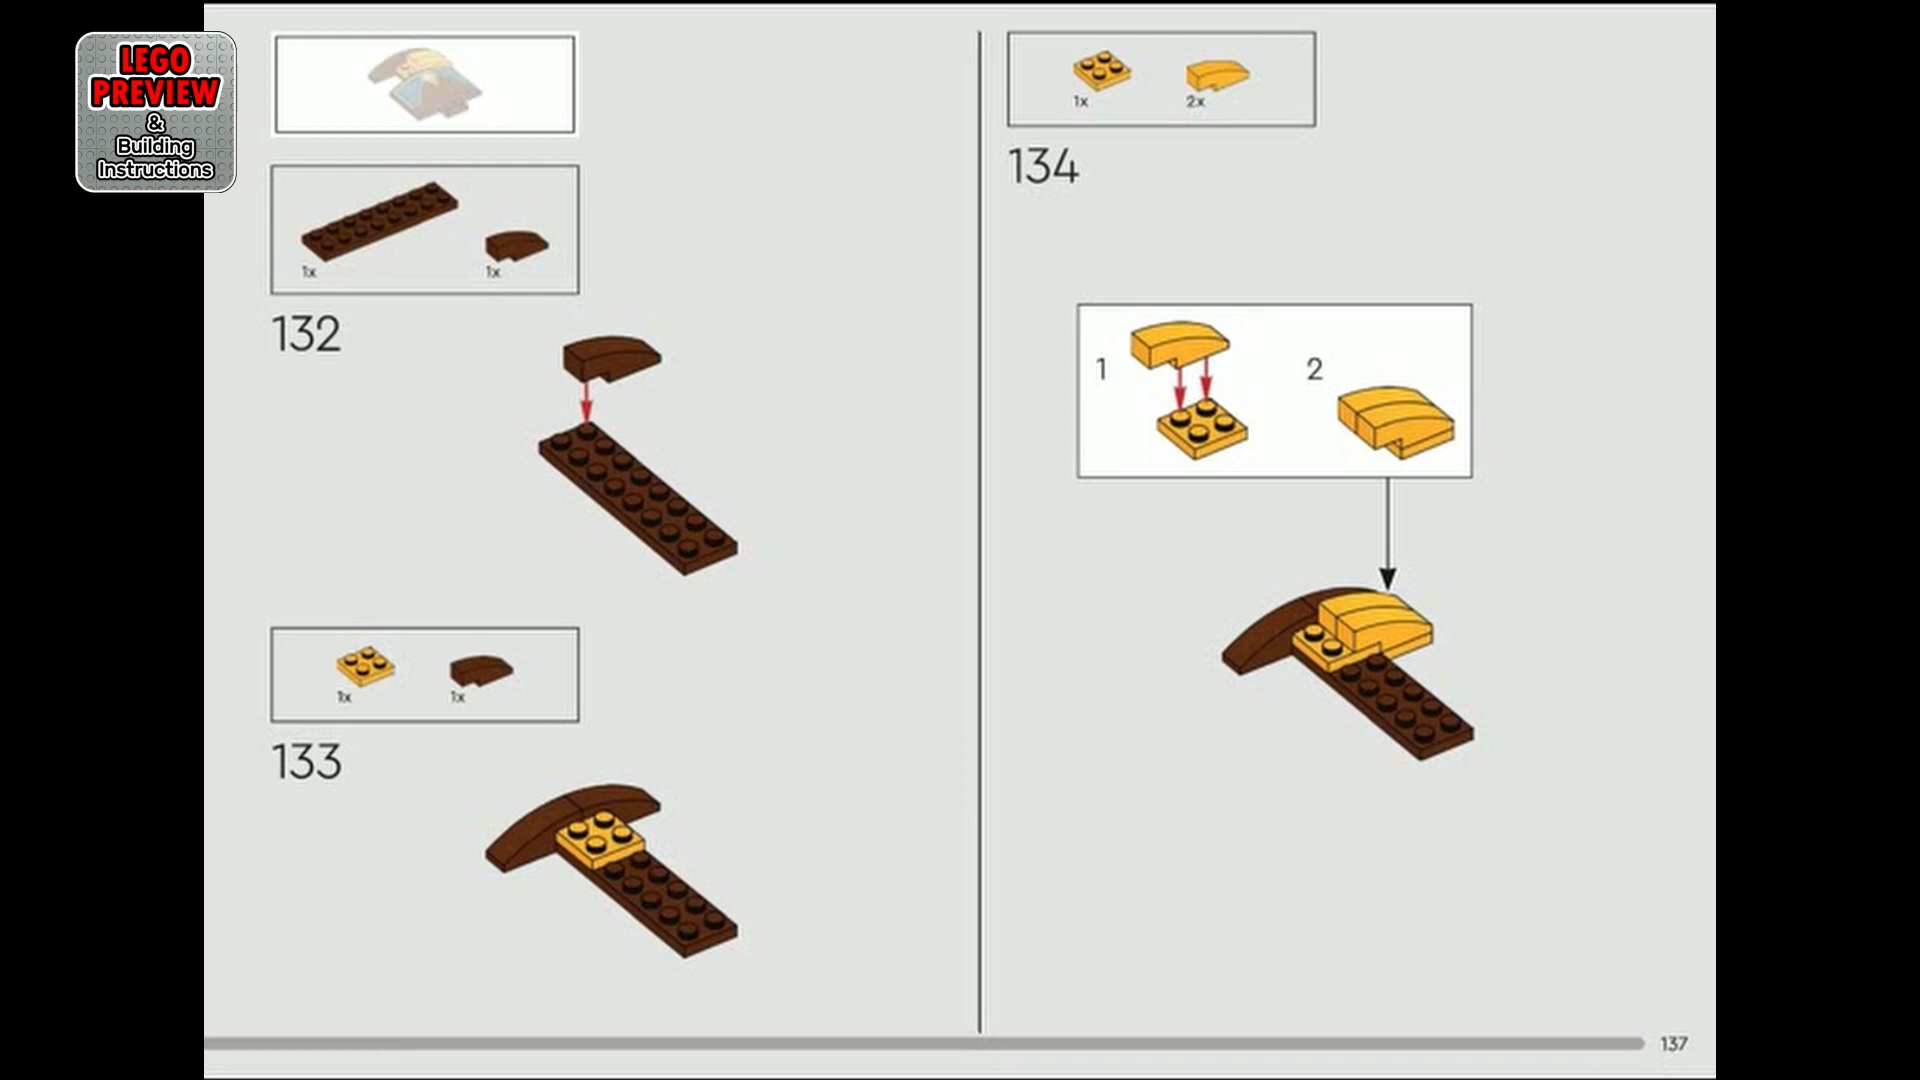 LEGO
PREVIEW
&
Building
Instructions
1x
1x
132
1x
1x
133
1x
2x
134
1
2
137